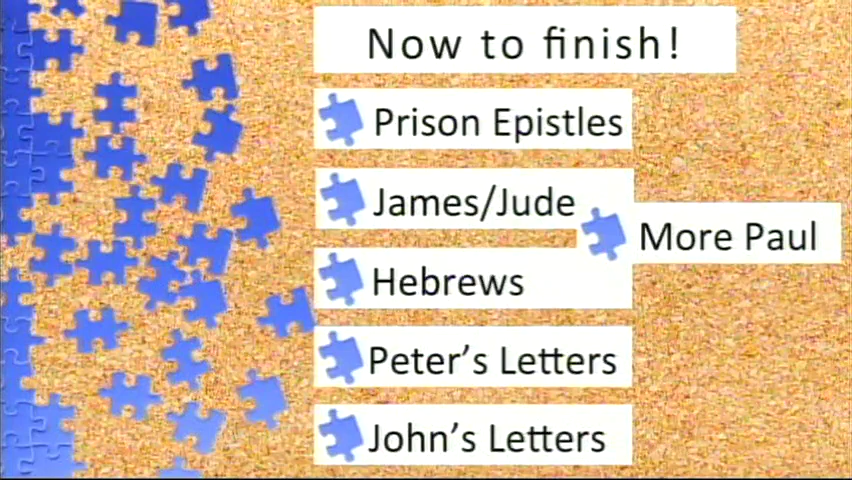 Now to finish!
Prison Epistles
James/Jude
More Paul
Hebrews
Peter's Letters
John's Letters